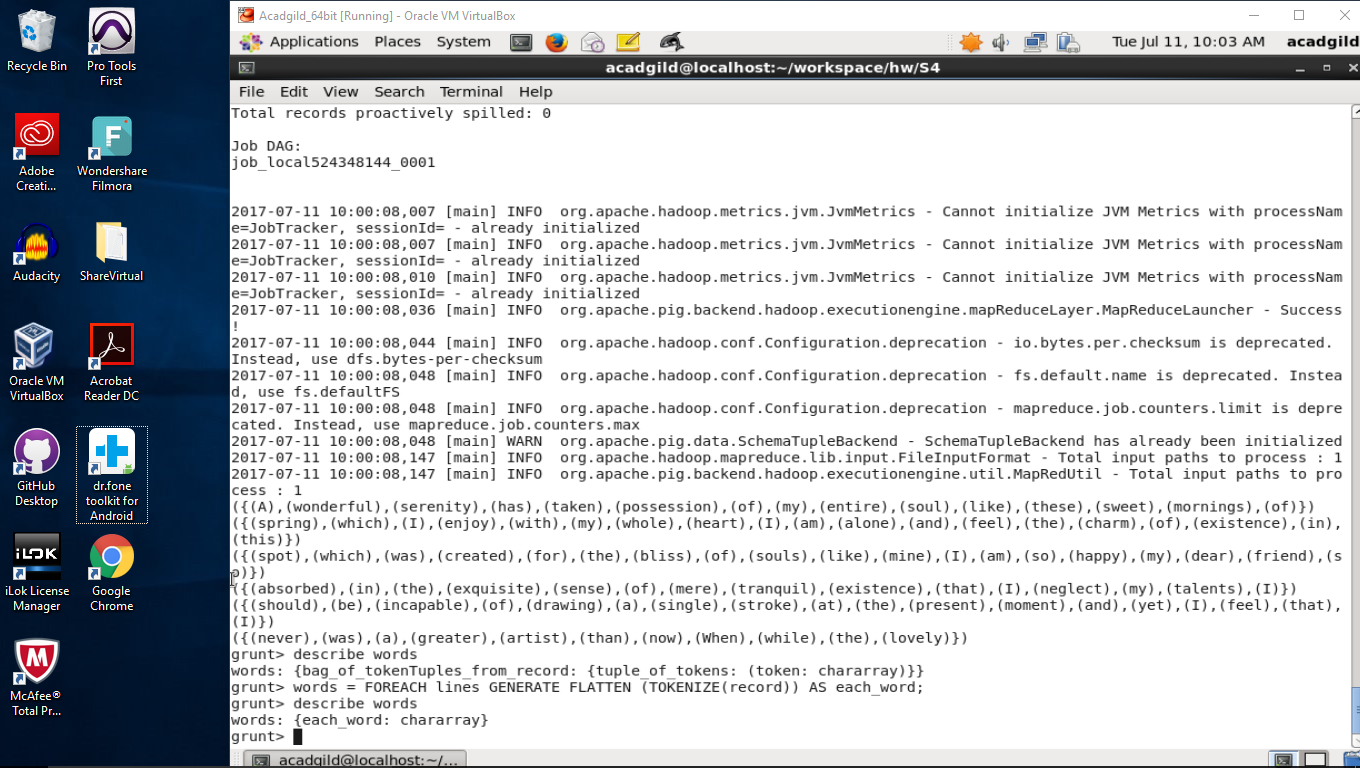 Acadgild_64bit [Running] - Oracle VM VirtualBox
Applications Places System
Tue Jul 11, 10:03 AM acadgild
acadgild@localhost:~/workspace/hw/S4
File Edit View Search Terminal Help
Total records proactively spilled: 0
Job DAG:
job_local524348144_0001
2017-07-11 10:00:08,007 [main] INFO  org.apache.hadoop.metrics.jvm.JvmMetrics - Cannot initialize JVM Metrics with processNam
e=JobTracker, sessionId= - already initialized
2017-07-11 10:00:08,007 [main] INFO  org.apache.hadoop.metrics.jvm.JvmMetrics - Cannot initialize JVM Metrics with processNam
e=JobTracker, sessionId= - already initialized
2017-07-11 10:00:08,010 [main] INFO  org.apache.hadoop.metrics.jvm.JvmMetrics - Cannot initialize JVM Metrics with processNam
e=JobTracker, sessionId= - already initialized
2017-07-11 10:00:08,036 [main] INFO  org.apache.pig.backend.hadoop.executionengine.mapReduceLayer.MapReduceLauncher - Success
!
2017-07-11 10:00:08,044 [main] INFO  org.apache.hadoop.conf.Configuration.deprecation - io.bytes.per.checksum is deprecated.
Instead, use dfs.bytes-per-checksum
2017-07-11 10:00:08,048 [main] INFO  org.apache.hadoop.conf.Configuration.deprecation - fs.default.name is deprecated. Instea
d, use fs.defaultFS
2017-07-11 10:00:08,048 [main] INFO  org.apache.hadoop.conf.Configuration.deprecation - mapreduce.job.counters.limit is depre
cated. Instead, use mapreduce.job.counters.max
2017-07-11 10:00:08,048 [main] WARN  org.apache.pig.data.SchemaTupleBackend - SchemaTupleBackend has already been initialized
2017-07-11 10:00:08,147 [main] INFO  org.apache.hadoop.mapreduce.lib.input.FileInputFormat - Total input paths to process : 1
2017-07-11 10:00:08,147 [main] INFO  org.apache.pig.backend.hadoop.executionengine.util.MapRedUtil - Total input paths to pro
cess : 1
({(A),(wonderful),(serenity),(has),(taken),(possession),(of),(my),(entire),(soul),(like),(these),(sweet),(mornings),(of)})
({(spring),(which),(I),(enjoy),(with),(my),(whole),(heart),(I),(am),(alone),(and),(feel),(the),(charm),(of),(existence),(in),
(this)})
({(spot),(which),(was),(created),(for),(the),(bliss),(of),(souls),(like),(mine),(I),(am),(so),(happy),(my),(dear),(friend),(s
o)})
({(absorbed),(in),(the),(exquisite),(sense),(of),(mere),(tranquil),(existence),(that),(I),(neglect),(my),(talents),(I)})
({(should),(be),(incapable),(of),(drawing),(a),(single),(stroke),(at),(the),(present),(moment),(and),(yet),(I),(feel),(that),
(I)})
({(never),(was),(a),(greater),(artist),(than),(now),(When),(while),(the),(lovely)})
grunt> describe words
words: {bag_of_tokenTuples_from_record: {tuple_of_tokens: (token: chararray)}}
grunt> words = FOREACH lines GENERATE FLATTEN (TOKENIZE(record)) AS each_word;
grunt> describe words
words: {each_word: chararray}
grunt>
acadgild@localhost:~/...
Recycle Bin
Pro Tools
First
Adobe
Creati...
Wondershare
Filmora
Audacity
ShareVirtual
Oracle VM
VirtualBox
Acrobat
Reader DC
GitHub
Desktop
dr.fone
toolkit for
Android
iLOK
iLok License
Manager
Google
Chrome
McAfee®
Total Pr...